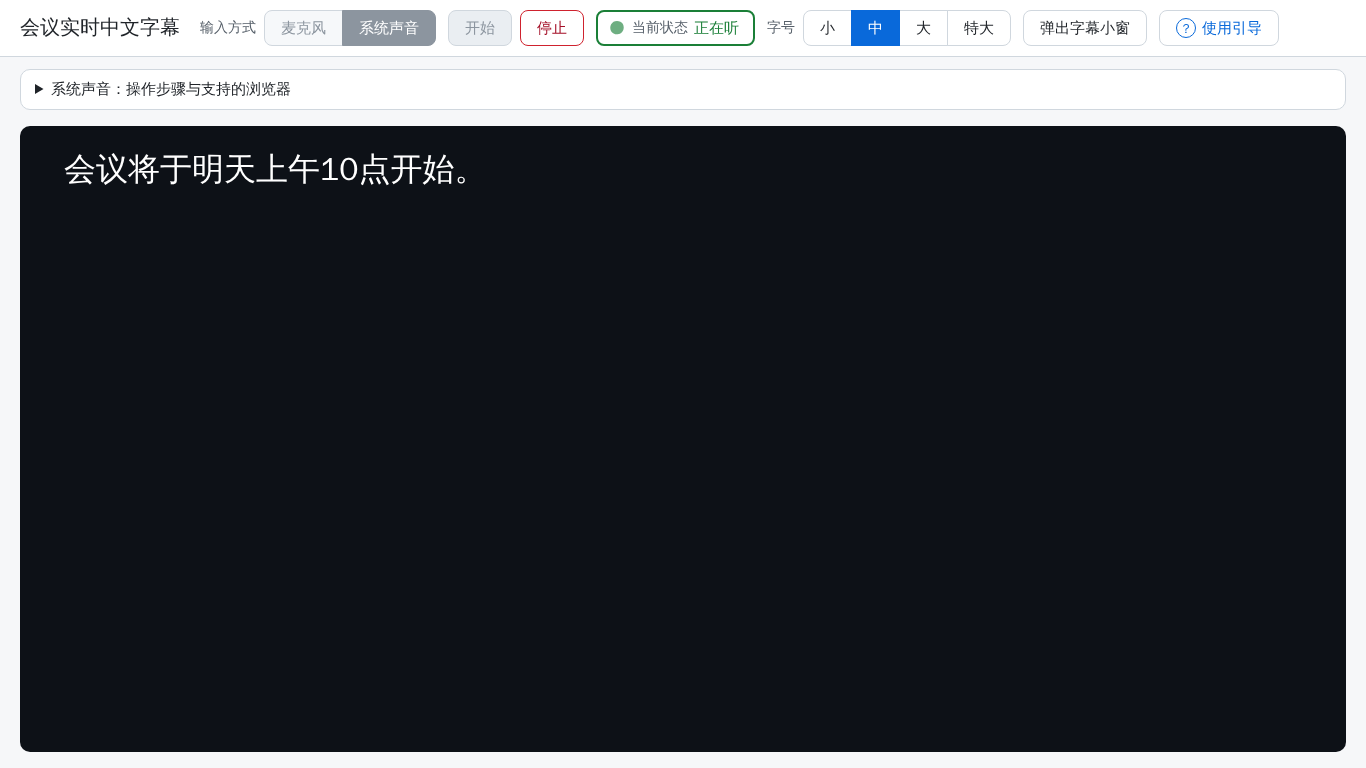 会议实时中文字幕 输入方式 麦克风 系统声音 开始 停止 当前状态 正在听 字号 小 中 大 特大 弹出字幕小窗 ? 使用引导
▶ 系统声音：操作步骤与支持的浏览器
会议将于明天上午10点开始。